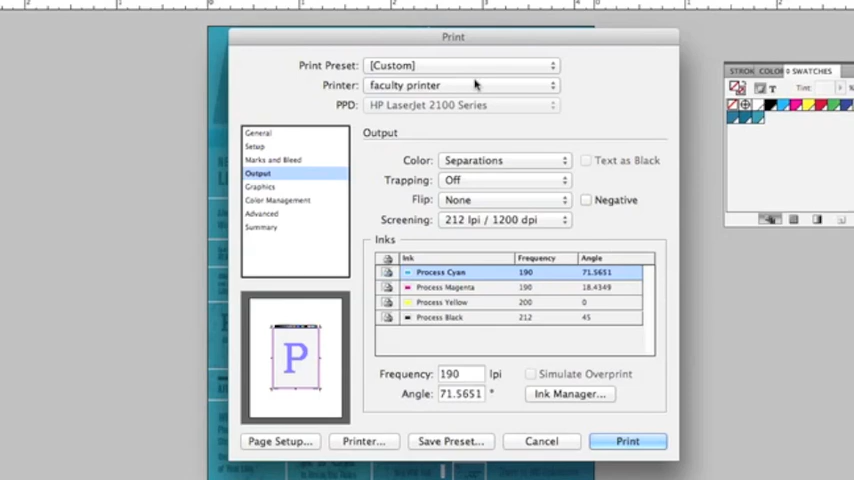 Print
Print Preset: [Custom]
Printer: faculty printer
PPD: HP LaserJet 2100 Series
STROK COLOR SWATCHES
T Tint:
General
Setup
Marks and Bleed
Output
Graphics
Color Management
Advanced
Summary
Output
Color: Separations Text as Black
Trapping: Off
Flip: None Negative
Screening: 212 lpi / 1200 dpi
Inks
Ink Frequency Angle
Process Cyan 190 71.5651
Process Magenta 190 18.4349
Process Yellow 200 0
Process Black 212 45
P
Frequency: 190 lpi Simulate Overprint
Angle: 71.5651 ° Ink Manager...
Page Setup... Printer... Save Preset... Cancel Print